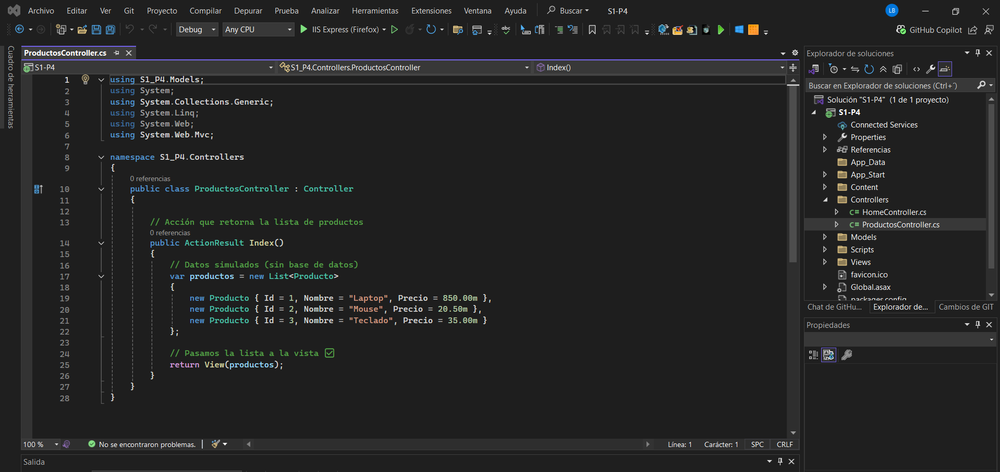 Archivo Editar Ver Git Proyecto Compilar Depurar Prueba Analizar Herramientas Extensiones Ventana Ayuda Buscar S1-P4 LB
Debug Any CPU IIS Express (Firefox) abc GitHub Copilot
Cuadro de herramientas
ProductosController.cs
S1-P4 S1_P4.Controllers.ProductosController Index()
1 using S1_P4.Models;
2 using System;
3 using System.Collections.Generic;
4 using System.Linq;
5 using System.Web;
6 using System.Web.Mvc;
7
8 namespace S1_P4.Controllers
9 {
0 referencias
10 public class ProductosController : Controller
11 {
12
13 // Acción que retorna la lista de productos
0 referencias
14 public ActionResult Index()
15 {
16 // Datos simulados (sin base de datos)
17 var productos = new List<Producto>
18 {
19 new Producto { Id = 1, Nombre = "Laptop", Precio = 850.00m },
20 new Producto { Id = 2, Nombre = "Mouse", Precio = 20.50m },
21 new Producto { Id = 3, Nombre = "Teclado", Precio = 35.00m }
22 };
23
24 // Pasamos la lista a la vista ✅
25 return View(productos);
26 }
27 }
28 }
100 % No se encontraron problemas. Línea: 1 Carácter: 1 SPC CRLF
Salida
Explorador de soluciones
Buscar en Explorador de soluciones (Ctrl+´)
Solución "S1-P4" (1 de 1 proyecto)
S1-P4
Connected Services
Properties
Referencias
App_Data
App_Start
Content
Controllers
C# HomeController.cs
C# ProductosController.cs
Models
Scripts
Views
favicon.ico
Global.asax
packages.config
Chat de GitHu... Explorador de... Cambios de GIT
Propiedades